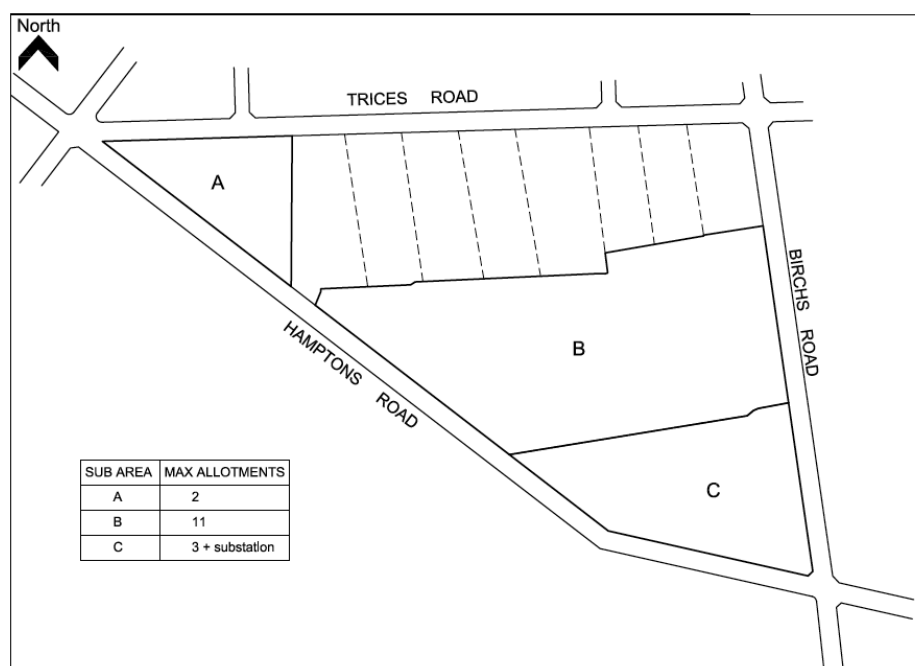 North
TRICES ROAD
A
BIRCHS ROAD
HAMPTONS ROAD
B
C
SUB AREA MAX ALLOTMENTS
A 2
B 11
C 3 + substation